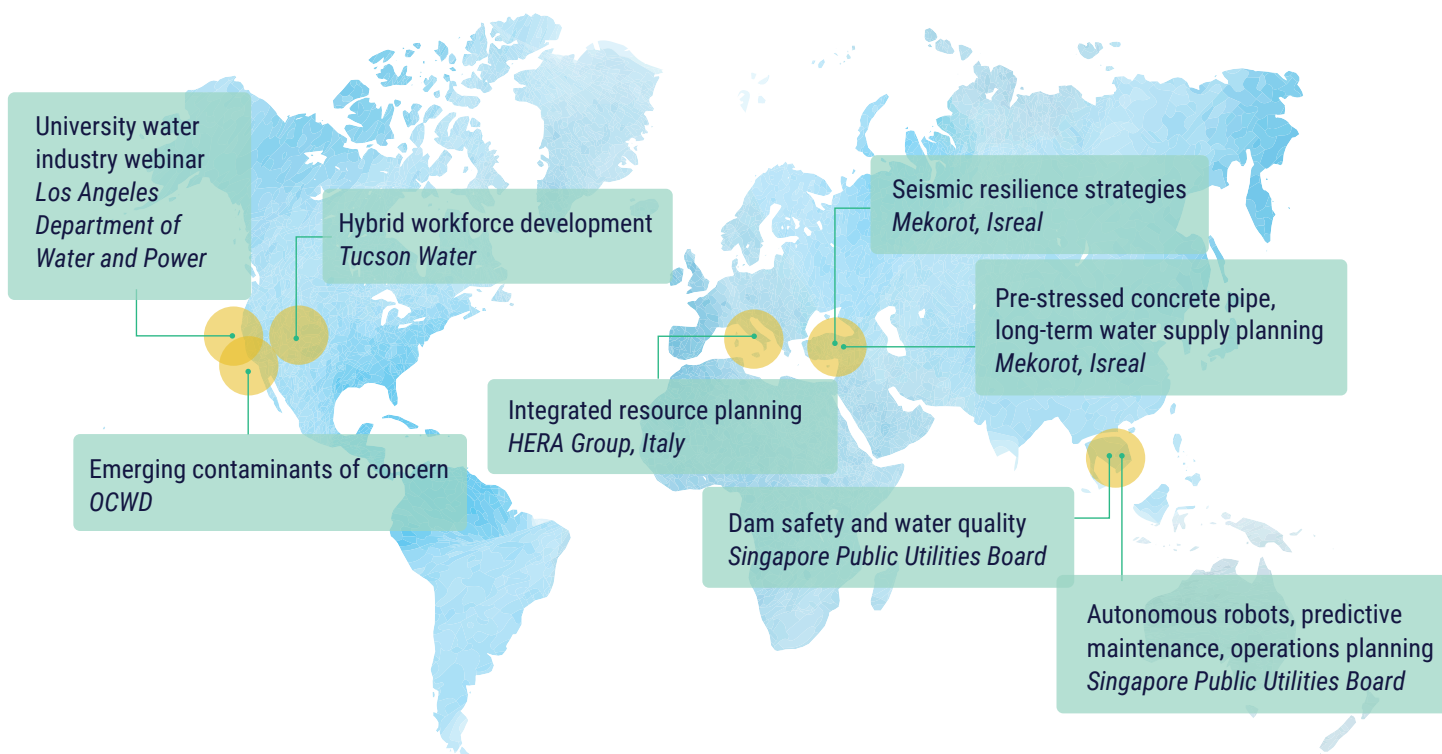 University water
industry webinar
Los Angeles
Department of
Water and Power
Hybrid workforce development
Tucson Water
Seismic resilience strategies
Mekorot, Isreal
Pre-stressed concrete pipe,
long-term water supply planning
Mekorot, Isreal
Integrated resource planning
HERA Group, Italy
Emerging contaminants of concern
OCWD
Dam safety and water quality
Singapore Public Utilities Board
Autonomous robots, predictive
maintenance, operations planning
Singapore Public Utilities Board